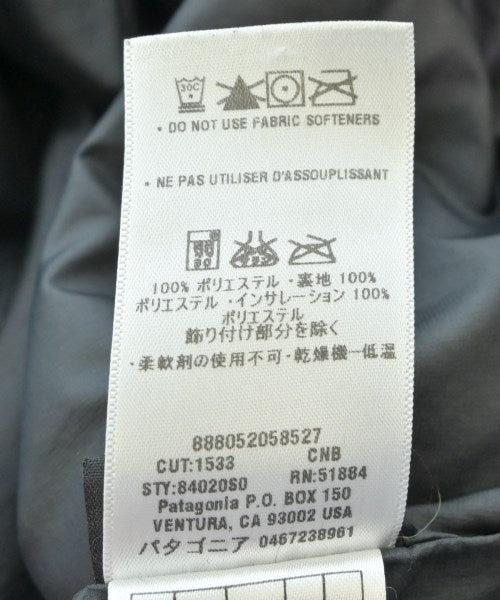 30C
• DO NOT USE FABRIC SOFTENERS
• NE PAS UTILISER D'ASSOUPLISSANT
100% ポリエステル・裏地 100%
ポリエステル・インサレーション 100%
ポリエステル
飾り付け部分を除く
・柔軟剤の使用不可・乾燥機ー低温
888052058527
CUT:1533 CNB
STY:84020S0 RN:51884
Patagonia P.O. BOX 150
VENTURA, CA 93002 USA
パタゴニア 0467238961